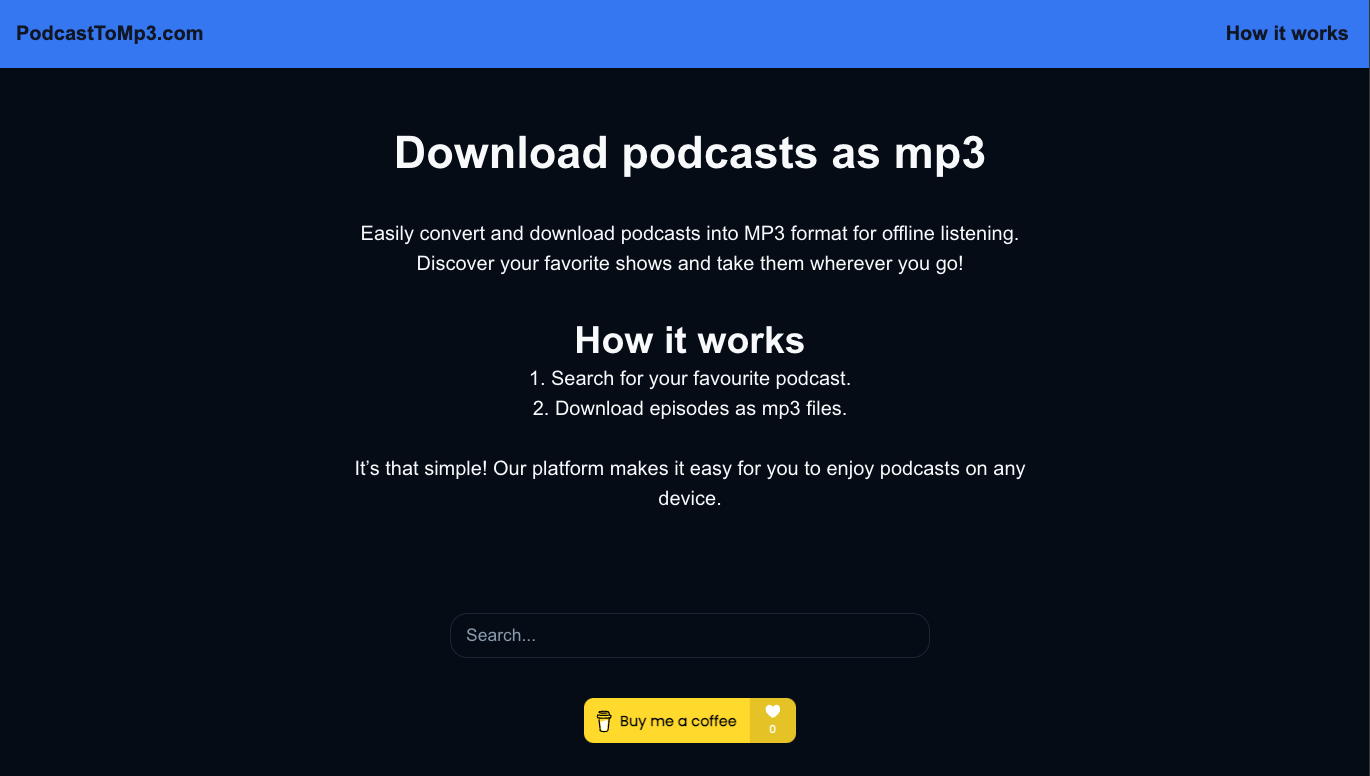 PodcastToMp3.com
How it works
Download podcasts as mp3
Easily convert and download podcasts into MP3 format for offline listening.
Discover your favorite shows and take them wherever you go!
How it works
1. Search for your favourite podcast.
2. Download episodes as mp3 files.
It’s that simple! Our platform makes it easy for you to enjoy podcasts on any
device.
Search...
Buy me a coffee
0